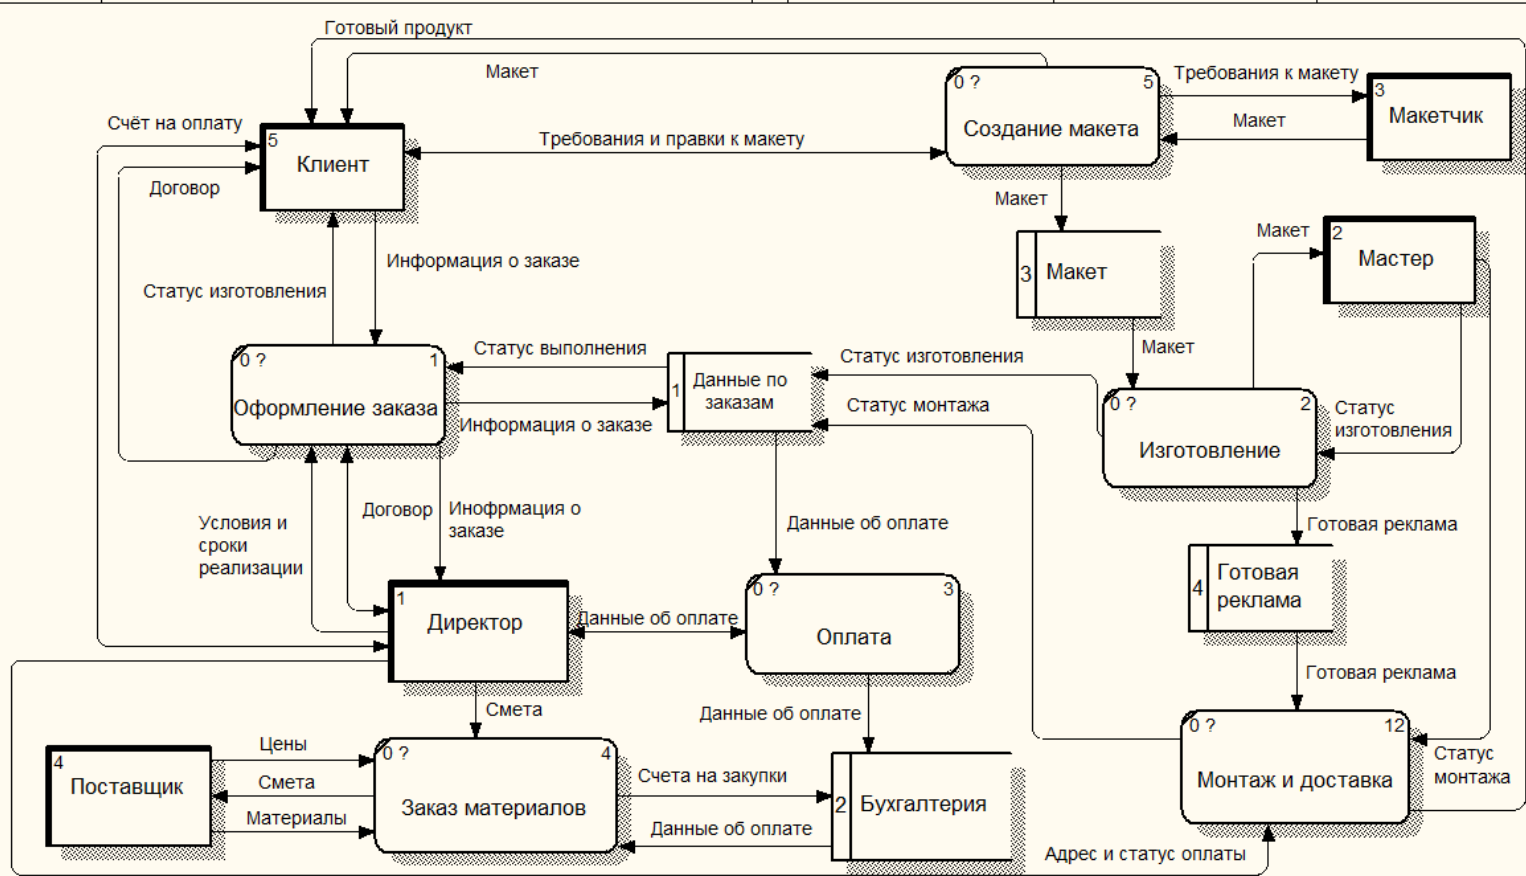 Готовый продукт
Макет
0 ?
5
Требования к макету
3
Макетчик
Счёт на оплату
5
Клиент
Требования и правки к макету
Создание макета
Макет
Договор
Макет
Макет
2
Мастер
Информация о заказе
3
Макет
Статус изготовления
Статус выполнения
Статус изготовления
Макет
0 ?
1
Оформление заказа
1
Данные по
заказам
Информация о заказе
Статус монтажа
0 ?
2
Изготовление
Статус
изготовления
Условия и
сроки
реализации
Договор
Инофрмация о
заказе
Данные об оплате
Готовая реклама
1
Директор
Данные об оплате
0 ?
3
Оплата
4
Готовая
реклама
Готовая реклама
Смета
Данные об оплате
4
Поставщик
Цены
Смета
Материалы
0 ?
4
Заказ материалов
Счета на закупки
Данные об оплате
2
Бухгалтерия
0 ?
12
Монтаж и доставка
Статус
монтажа
Адрес и статус оплаты